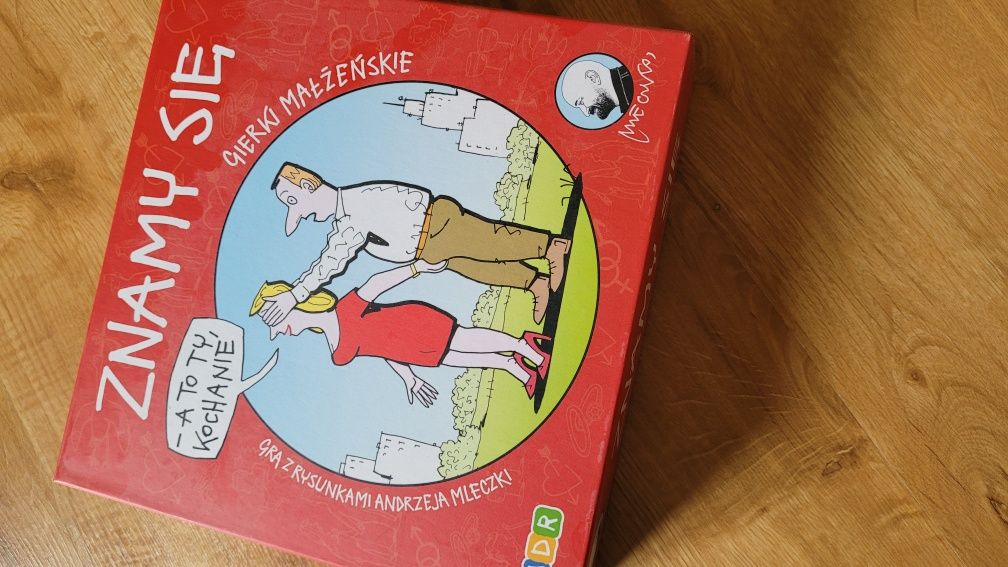 ZNAMY SIĘ
GIERKI MAŁŻEŃSKIE
- A TO TY,
KOCHANIE,
GRA Z RYSUNKAMI ANDRZEJA MLECZKI